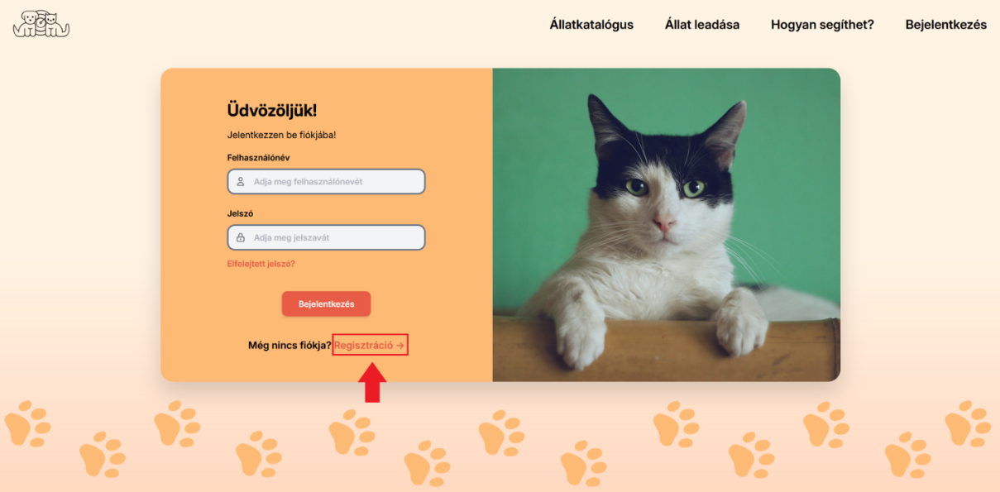 Állatkatalógus Állat leadása Hogyan segíthet? Bejelentkezés
Üdvözöljük!
Jelentkezzen be fiókjába!
Felhasználónév
Adja meg felhasználónevét
Jelszó
Adja meg jelszavát
Elfelejtett jelszó?
Bejelentkezés
Még nincs fiókja? Regisztráció →